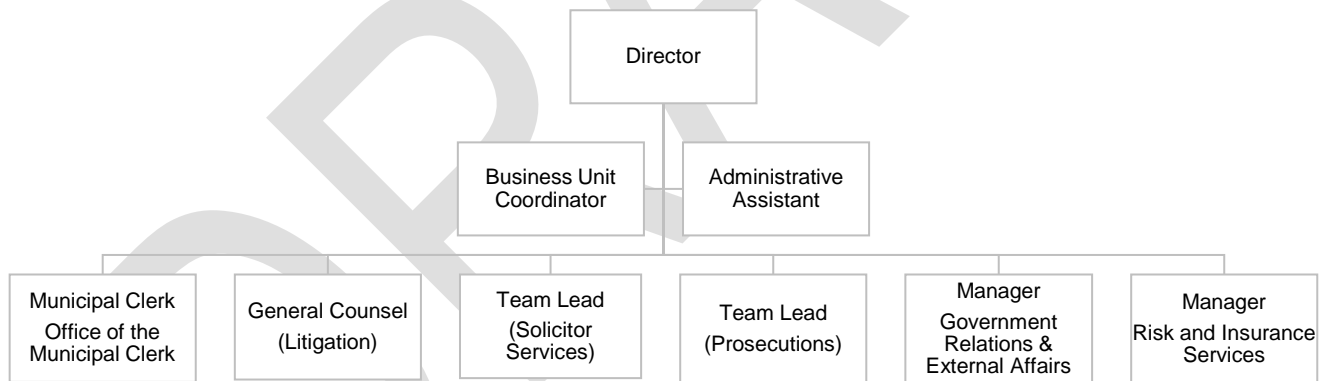 Director
Business Unit
Coordinator
Administrative
Assistant
Municipal Clerk
Office of the
Municipal Clerk
General Counsel
(Litigation)
Team Lead
(Solicitor
Services)
Team Lead
(Prosecutions)
Manager
Government
Relations &
External Affairs
Manager
Risk and Insurance
Services